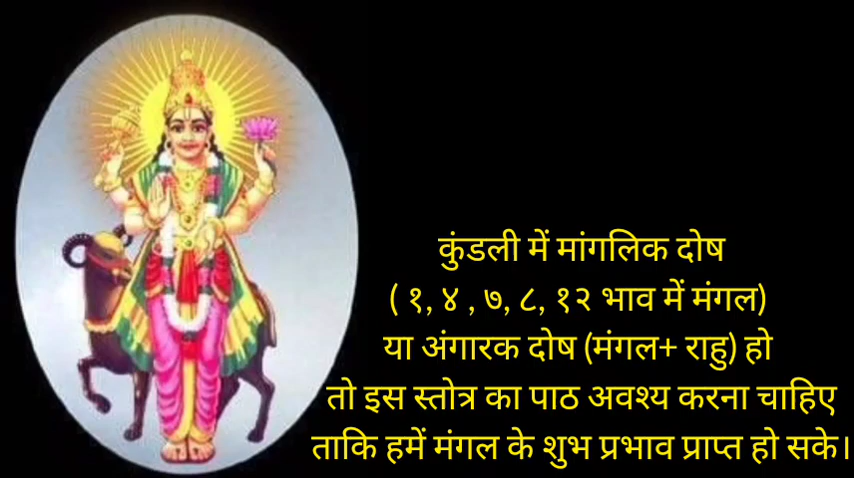 कुंडली में मांगलिक दोष
( १, ४ , ७, ८, १२ भाव में मंगल)
या अंगारक दोष (मंगल+ राहु) हो
तो इस स्तोत्र का पाठ अवश्य करना चाहिए
ताकि हमें मंगल के शुभ प्रभाव प्राप्त हो सके।